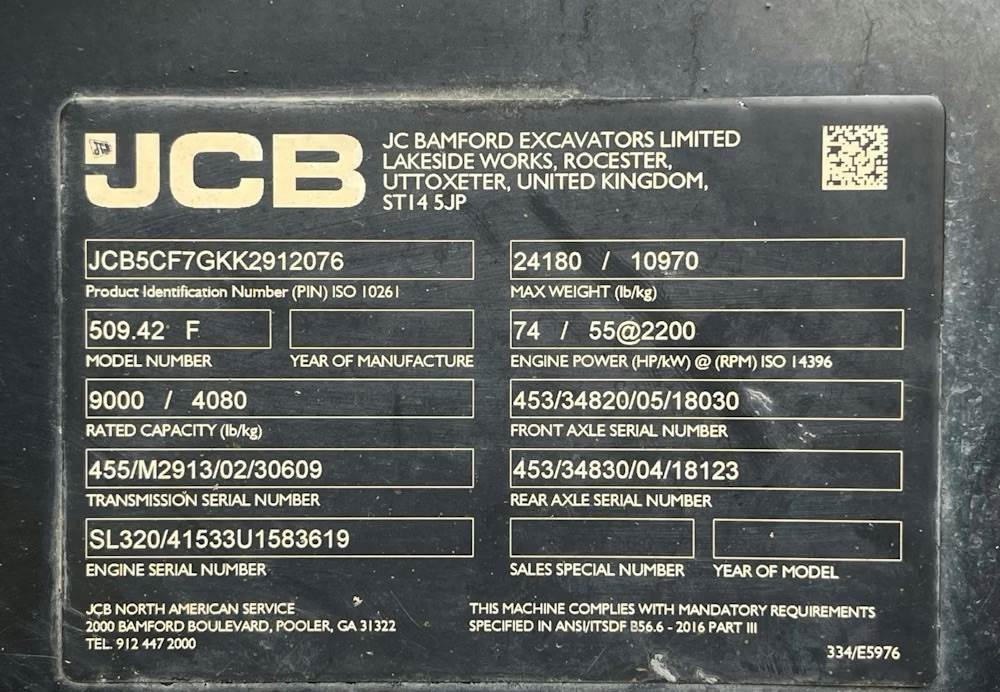 JCB
JC BAMFORD EXCAVATORS LIMITED
LAKESIDE WORKS, ROCESTER,
UTTOXETER, UNITED KINGDOM,
ST14 5JP
JCB5CF7GKK2912076
Product Identification Number (PIN) ISO 10261
24180 / 10970
MAX WEIGHT (lb/kg)
509.42 F
MODEL NUMBER
YEAR OF MANUFACTURE
74 / 55@2200
ENGINE POWER (HP/kW) @ (RPM) ISO 14396
9000 / 4080
RATED CAPACITY (lb/kg)
453/34820/05/18030
FRONT AXLE SERIAL NUMBER
455/M2913/02/30609
TRANSMISSION SERIAL NUMBER
453/34830/04/18123
REAR AXLE SERIAL NUMBER
SL320/41533U1583619
ENGINE SERIAL NUMBER
SALES SPECIAL NUMBER
YEAR OF MODEL
JCB NORTH AMERICAN SERVICE
2000 BAMFORD BOULEVARD, POOLER, GA 31322
TEL. 912 447 2000
THIS MACHINE COMPLIES WITH MANDATORY REQUIREMENTS
SPECIFIED IN ANSI/ITSDF B56.6 - 2016 PART III
334/E5976